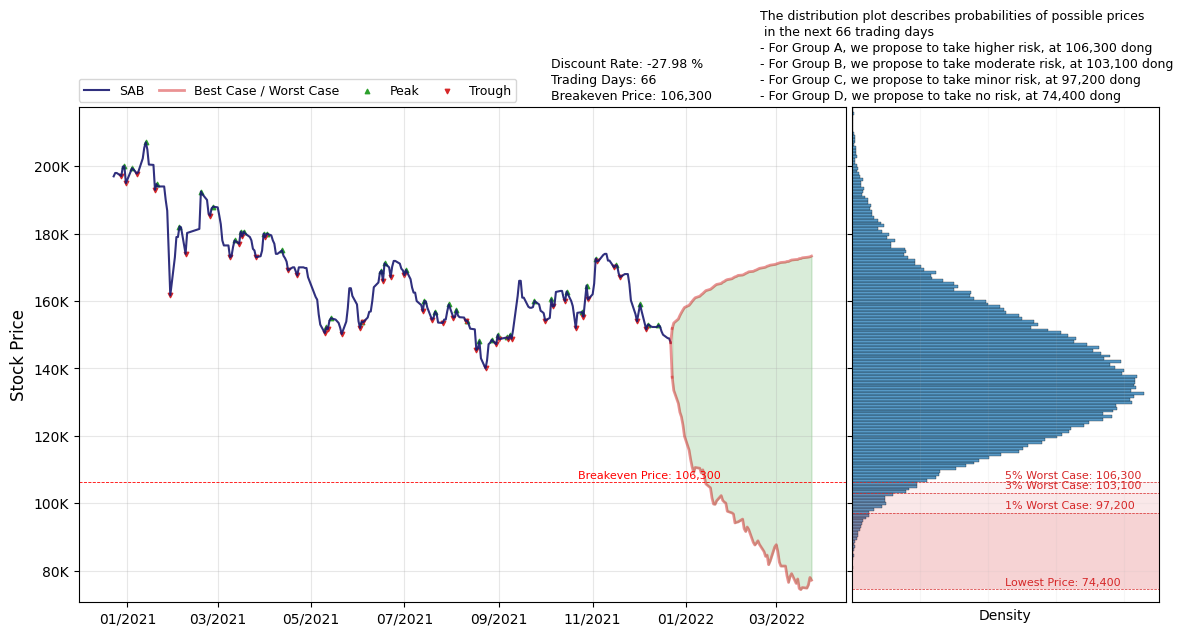 The distribution plot describes probabilities of possible prices
in the next 66 trading days
- For Group A, we propose to take higher risk, at 106,300 dong
- For Group B, we propose to take moderate risk, at 103,100 dong
- For Group C, we propose to take minor risk, at 97,200 dong
- For Group D, we propose to take no risk, at 74,400 dong
Discount Rate: -27.98 %
Trading Days: 66
Breakeven Price: 106,300
SAB
Best Case / Worst Case
Peak
Trough
Stock Price
200K
180K
160K
140K
120K
100K
80K
Breakeven Price: 106,300
01/2021
03/2021
05/2021
07/2021
09/2021
11/2021
01/2022
03/2022
5% Worst Case: 106,300
3% Worst Case: 103,100
1% Worst Case: 97,200
Lowest Price: 74,400
Density